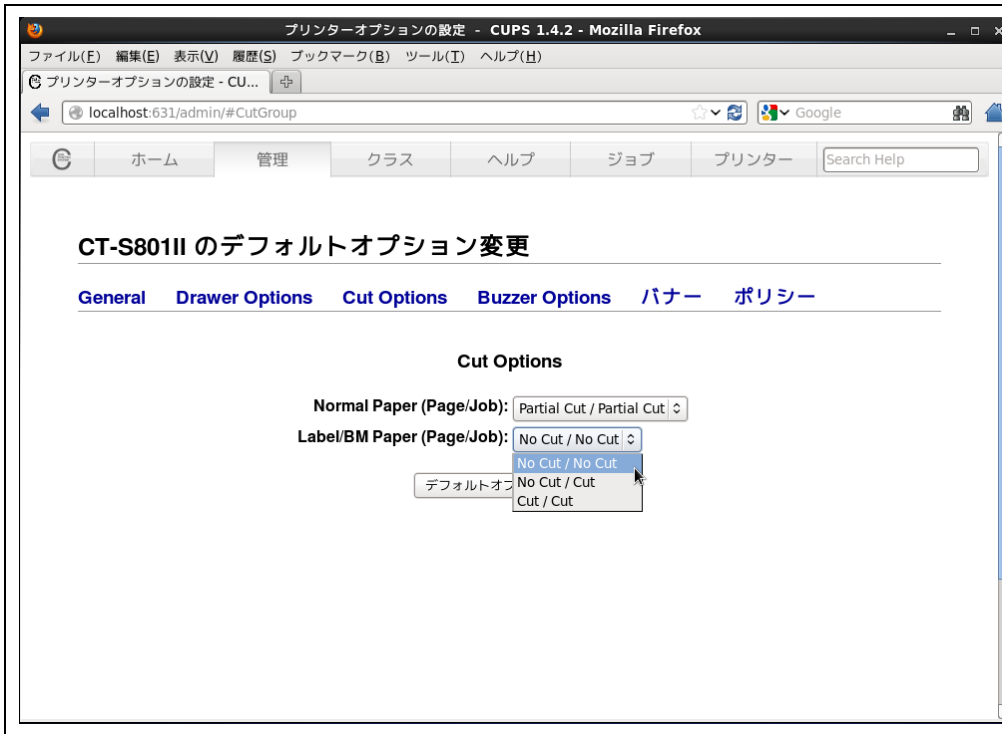 プリンターオプションの設定 - CUPS 1.4.2 - Mozilla Firefox
ファイル(F) 編集(E) 表示(V) 履歴(S) ブックマーク(B) ツール(T) ヘルプ(H)
プリンターオプションの設定 - CU...
localhost:631/admin/#CutGroup
Google
ホーム 管理 クラス ヘルプ ジョブ プリンター Search Help
CT-S801II のデフォルトオプション変更
General Drawer Options Cut Options Buzzer Options バナー ポリシー
Cut Options
Normal Paper (Page/Job): Partial Cut / Partial Cut
Label/BM Paper (Page/Job): No Cut / No Cut
No Cut / No Cut
No Cut / Cut
Cut / Cut
デフォルトオプ